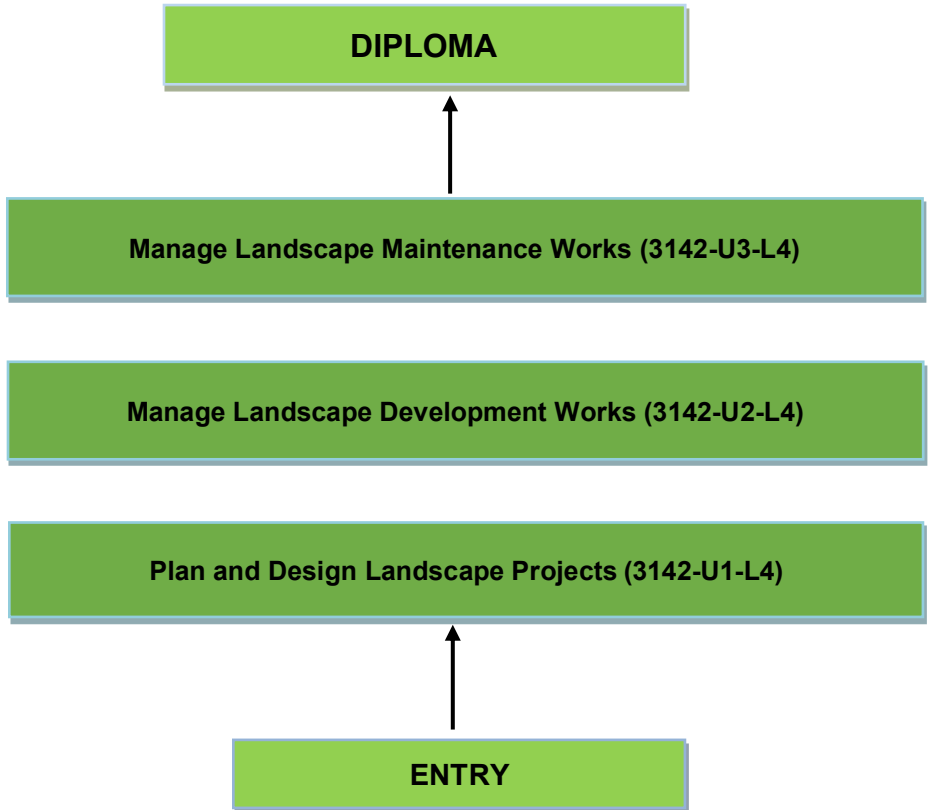 DIPLOMA
Manage Landscape Maintenance Works (3142-U3-L4)
Manage Landscape Development Works (3142-U2-L4)
Plan and Design Landscape Projects (3142-U1-L4)
ENTRY